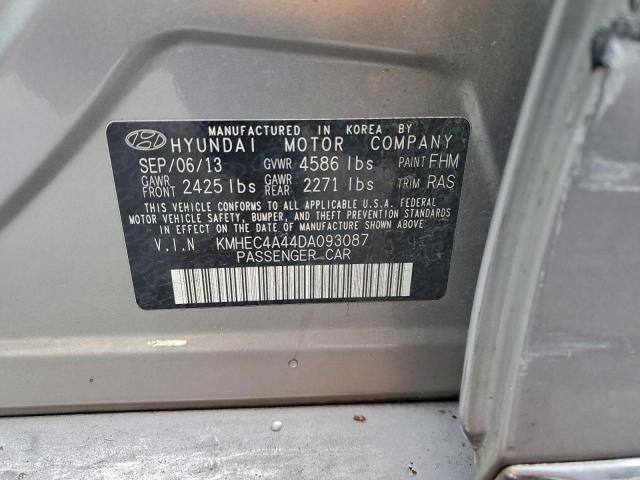 MANUFACTURED IN KOREA BY
HYUNDAI MOTOR COMPANY
SEP/06/13 GVWR 4586 lbs PAINT FHM
GAWR FRONT 2425 lbs GAWR REAR 2271 lbs TRIM RAS
THIS VEHICLE CONFORMS TO ALL APPLICABLE U.S.A. FEDERAL
MOTOR VEHICLE SAFETY, BUMPER, AND THEFT PREVENTION STANDARDS
IN EFFECT ON THE DATE OF MANUFACTURE SHOWN ABOVE
V.I.N KMHEC4A44DA093087
PASSENGER CAR